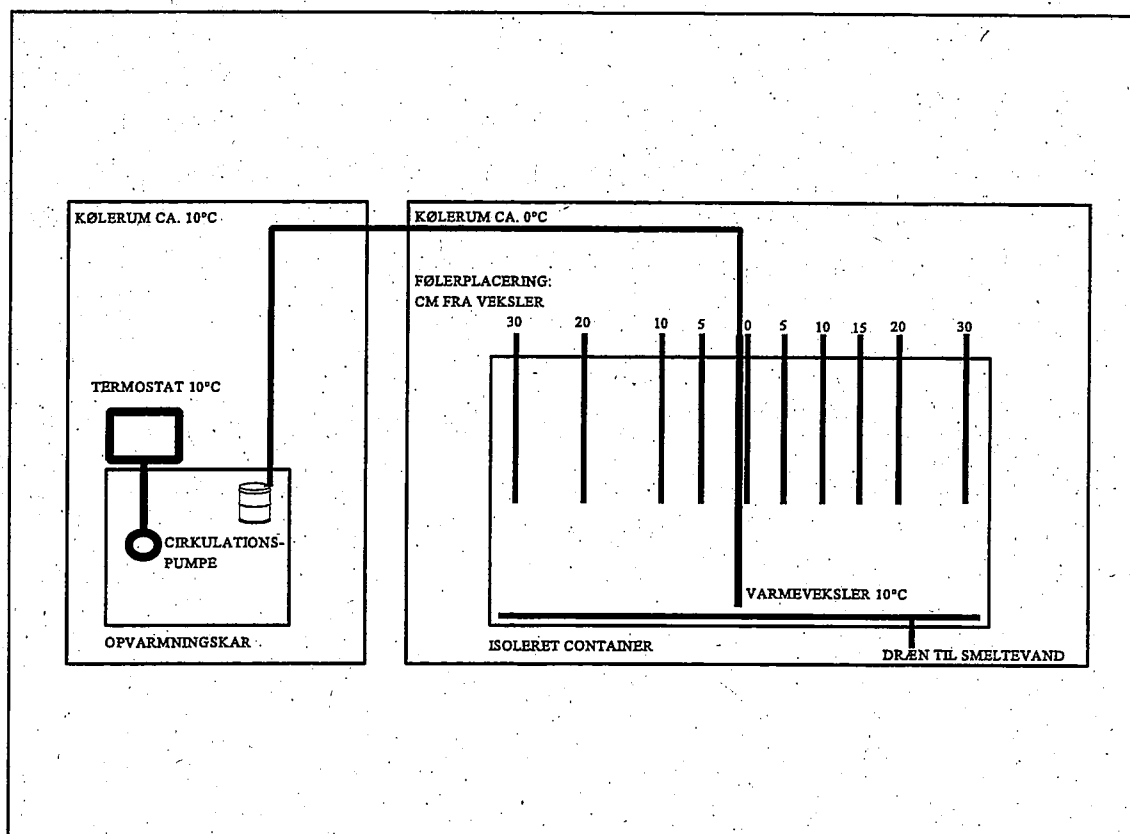 KØLERUM CA. 10°C
TERMOSTAT 10°C
CIRKULATIONS-
PUMPE
OPVARMNINGSKAR
KØLERUM CA. 0°C
FØLERPLACERING:
CM FRA VEKSLER
30 20 10 5 0 5 10 15 20 30
VARMEVEKSLER 10°C
ISOLERET CONTAINER
DRÆN TIL SMELTEVAND